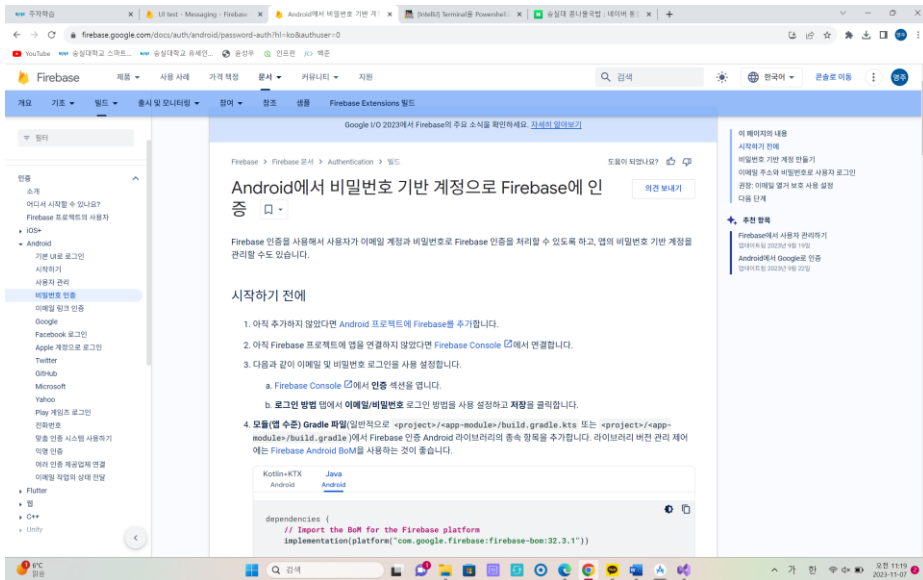 주차학습
UI test - Messaging - Firebase
Android에서 비밀번호 기반 계정
[IntelliJ] Terminal을 Powershell
숭실대 콩나물국밥 : 네이버 통
firebase.google.com/docs/auth/android/password-auth?hl=ko&authuser=0
YouTube
숭실대학교 스마트...
숭실대학교 유세인...
윤성우
인프런
백준
Firebase
제품
사용 사례
가격 책정
문서
커뮤니티
지원
검색
한국어
콘솔로 이동
영주
개요
기초
빌드
출시 및 모니터링
참여
참조
샘플
Firebase Extensions 빌드
Google I/O 2023에서 Firebase의 주요 소식을 확인하세요. 자세히 알아보기
필터
인증
소개
어디서 시작할 수 있나요?
Firebase 프로젝트의 사용자
iOS+
Android
기본 UI로 로그인
시작하기
사용자 관리
비밀번호 인증
이메일 링크 인증
Google
Facebook 로그인
Apple 계정으로 로그인
Twitter
GitHub
Microsoft
Yahoo
Play 게임즈 로그인
전화번호
맞춤 인증 시스템 사용하기
익명 인증
여러 인증 제공업체 연결
이메일 작업의 상태 전달
Flutter
웹
C++
Unity
Firebase > Firebase 문서 > Authentication > 빌드
도움이 되었나요?
Android에서 비밀번호 기반 계정으로 Firebase에 인
증
의견 보내기
Firebase 인증을 사용해서 사용자가 이메일 계정과 비밀번호로 Firebase 인증을 처리할 수 있도록 하고, 앱의 비밀번호 기반 계정을
관리할 수도 있습니다.
시작하기 전에
1. 아직 추가하지 않았다면 Android 프로젝트에 Firebase를 추가합니다.
2. 아직 Firebase 프로젝트에 앱을 연결하지 않았다면 Firebase Console에서 연결합니다.
3. 다음과 같이 이메일 및 비밀번호 로그인을 사용 설정합니다.
a. Firebase Console에서 인증 섹션을 엽니다.
b. 로그인 방법 탭에서 이메일/비밀번호 로그인 방법을 사용 설정하고 저장을 클릭합니다.
4. 모듈(앱 수준) Gradle 파일(일반적으로 <project>/<app-module>/build.gradle.kts 또는 <project>/<app-
module>/build.gradle)에서 Firebase 인증 Android 라이브러리의 종속 항목을 추가합니다. 라이브러리 버전 관리 제어
에는 Firebase Android BoM을 사용하는 것이 좋습니다.
Kotlin+KTX
Android
Java
Android
dependencies {
// Import the BoM for the Firebase platform
implementation(platform("com.google.firebase:firebase-bom:32.3.1"))
이 페이지의 내용
시작하기 전에
비밀번호 기반 계정 만들기
이메일 주소와 비밀번호로 사용자 로그인
권장: 이메일 열거 보호 사용 설정
다음 단계
추천 항목
Firebase에서 사용자 관리하기
업데이트됨 2023년 9월 19일
Android에서 Google로 인증
업데이트됨 2023년 9월 22일
6°C
맑음
검색
가
한
오전 11:19
2023-11-07